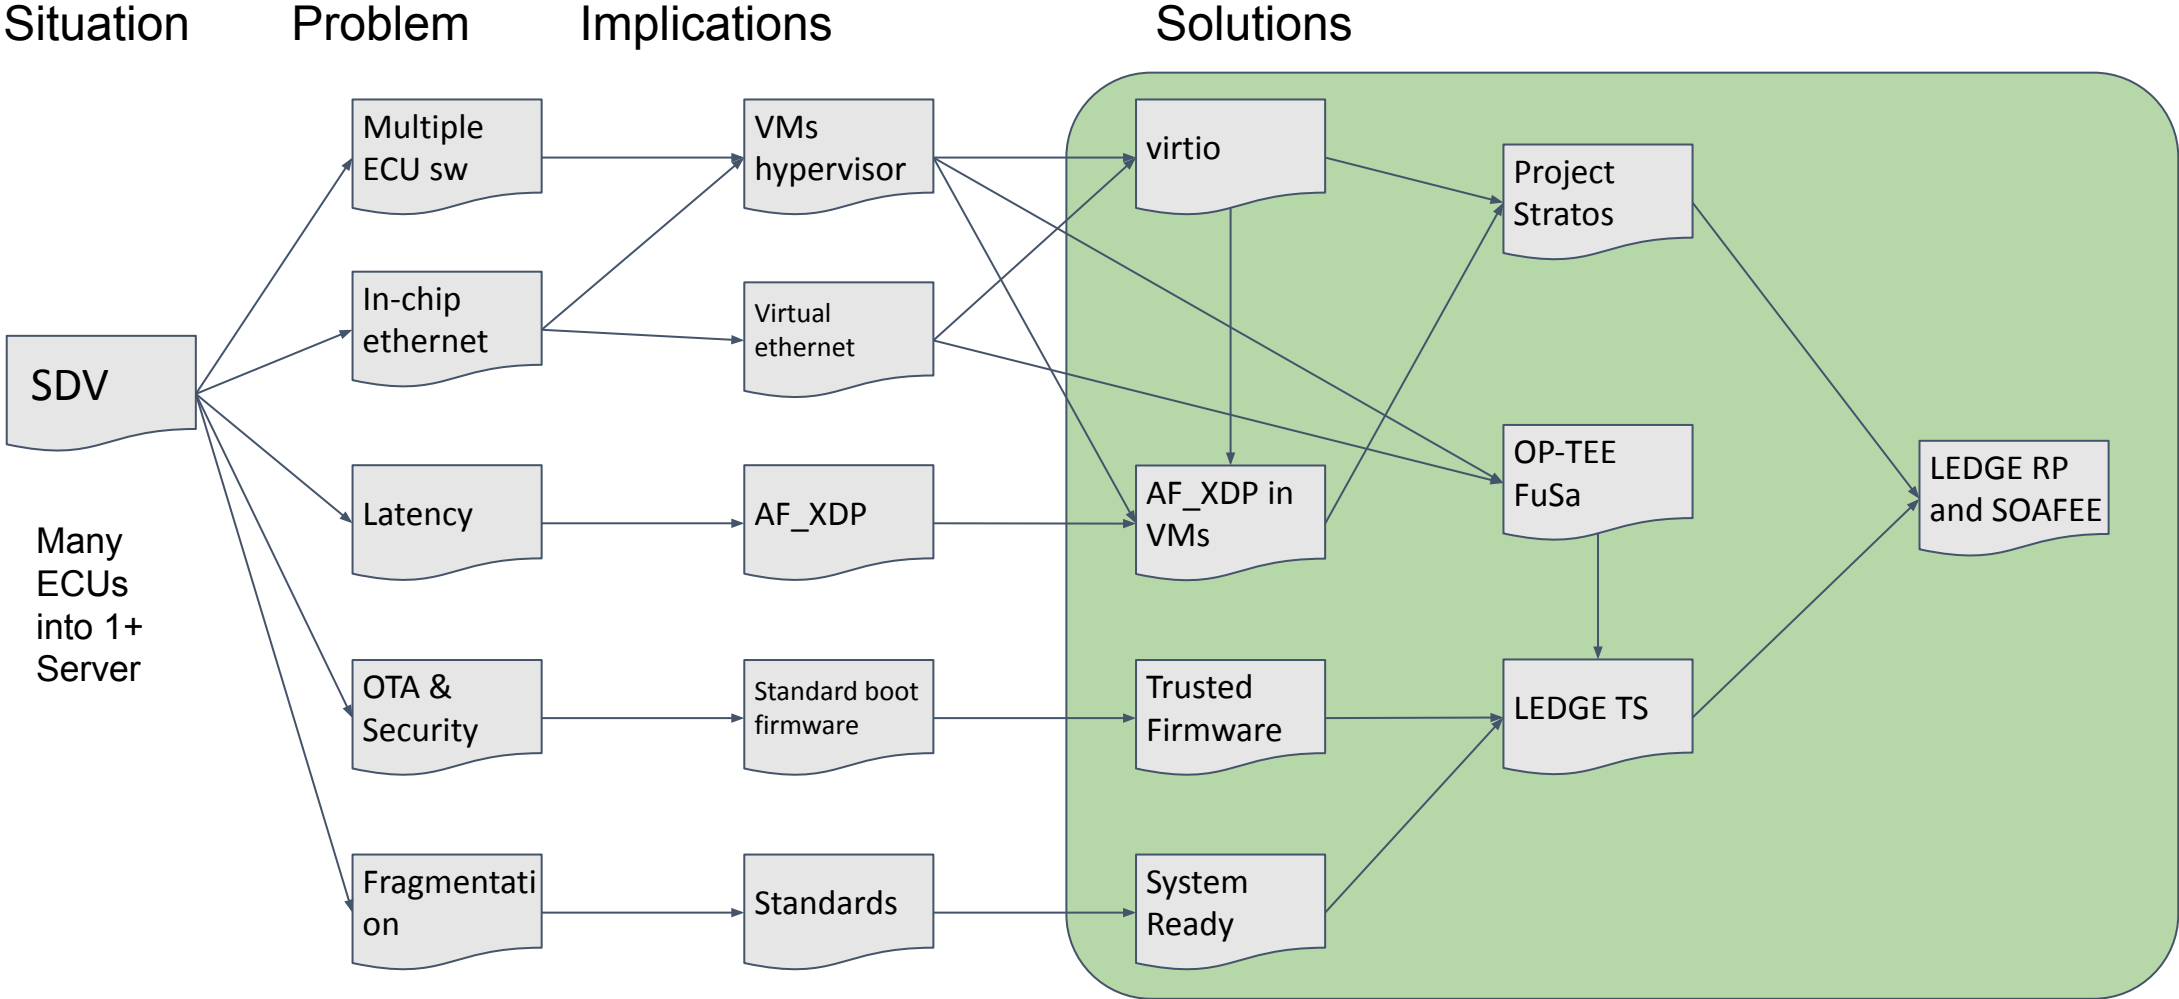 Situation
Problem
Implications
Solutions
Multiple
ECU sw
VMs
hypervisor
virtio
Project
Stratos
In-chip
ethernet
Virtual
ethernet
SDV
OP-TEE
FuSa
LEDGE RP
and SOAFEE
Latency
AF_XDP
AF_XDP in
VMs
Many
ECUs
into 1+
Server
OTA &
Security
Standard boot
firmware
Trusted
Firmware
LEDGE TS
Fragmentati
on
Standards
System
Ready